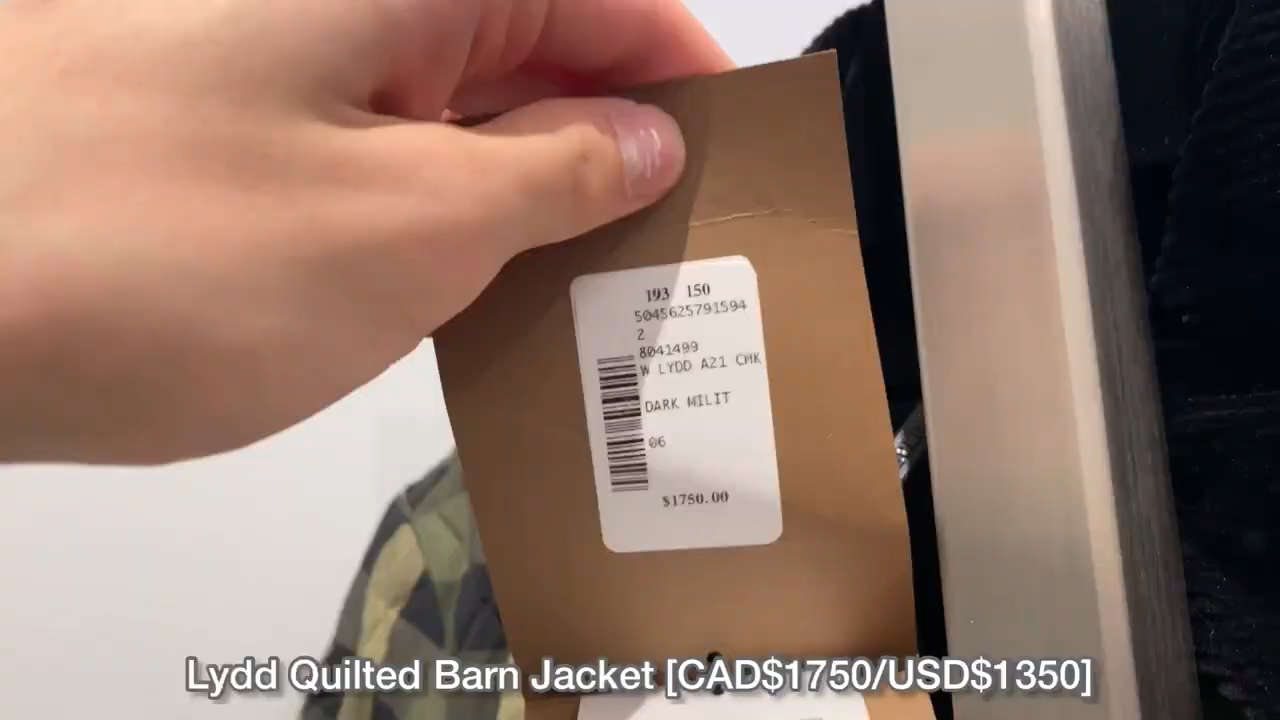 193 150
5045625791594
2
8041499
W LYDD A21 CHK
DARK MILIT
06
$1750.00
Lydd Quilted Barn Jacket [CAD$1750/USD$1350]